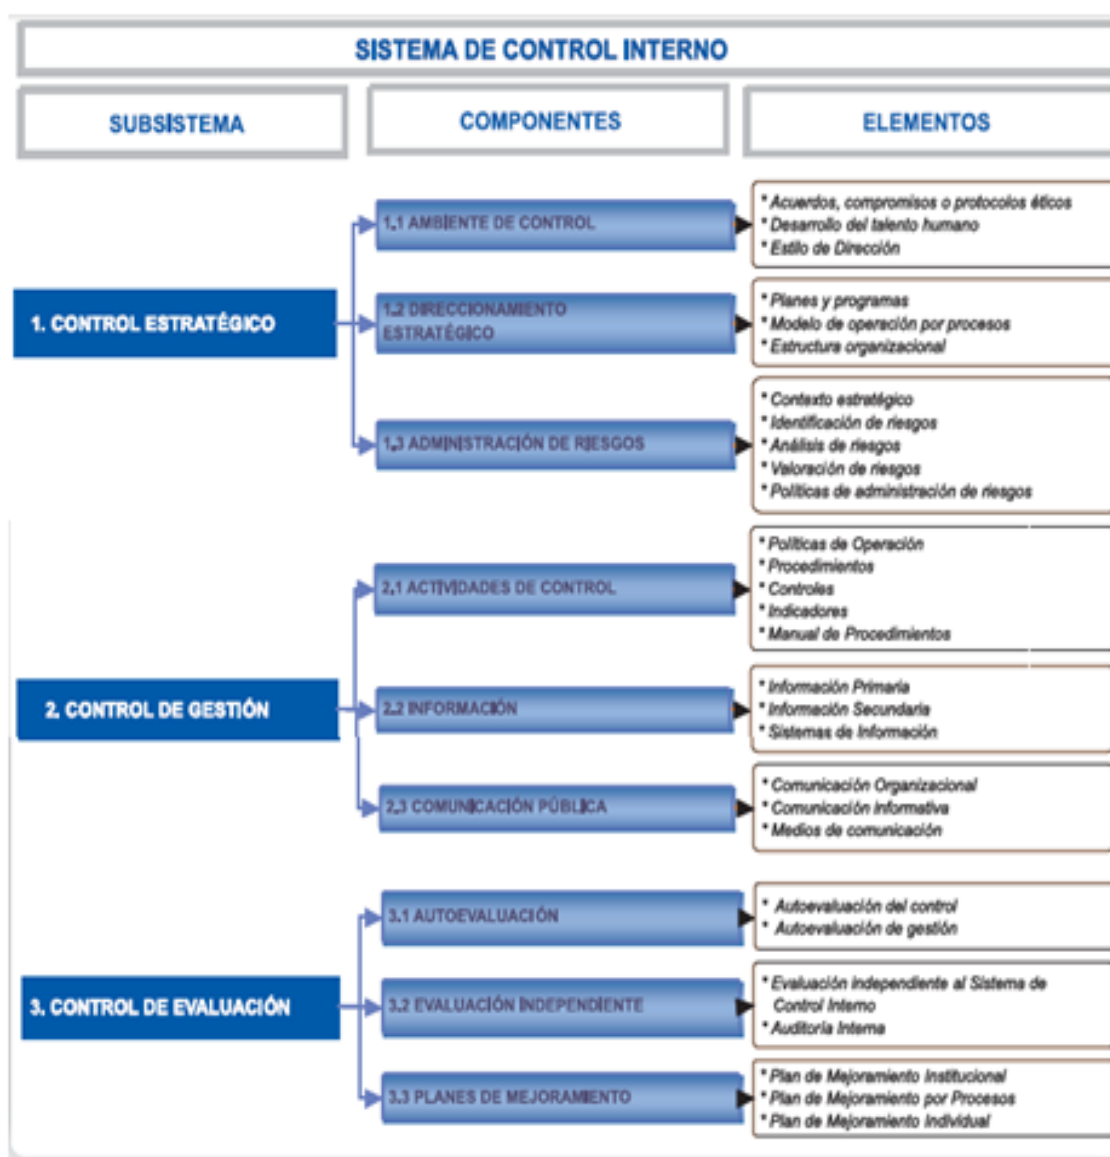 SISTEMA DE CONTROL INTERNO
SUBSISTEMA
COMPONENTES
ELEMENTOS
1. CONTROL ESTRATÉGICO
1.1 AMBIENTE DE CONTROL
* Acuerdos, compromisos o protocolos éticos
* Desarrollo del talento humano
* Estilo de Dirección
1.2 DIRECCIONAMIENTO
ESTRATÉGICO
* Planes y programas
* Modelo de operación por procesos
* Estructura organizacional
1.3 ADMINISTRACIÓN DE RIESGOS
* Contexto estratégico
* Identificación de riesgos
* Análisis de riesgos
* Valoración de riesgos
* Políticas de administración de riesgos
2. CONTROL DE GESTIÓN
2.1 ACTIVIDADES DE CONTROL
* Políticas de Operación
* Procedimientos
* Controles
* Indicadores
* Manual de Procedimientos
2.2 INFORMACIÓN
* Información Primaria
* Información Secundaria
* Sistemas de Información
2.3 COMUNICACIÓN PÚBLICA
* Comunicación Organizacional
* Comunicación Informativa
* Medios de comunicación
3. CONTROL DE EVALUACIÓN
3.1 AUTOEVALUACIÓN
* Autoevaluación del control
* Autoevaluación de gestión
3.2 EVALUACIÓN INDEPENDIENTE
* Evaluación independiente al Sistema de
Control Interno
* Auditoría Interna
3.3 PLANES DE MEJORAMIENTO
* Plan de Mejoramiento Institucional
* Plan de Mejoramiento por Procesos
* Plan de Mejoramiento Individual